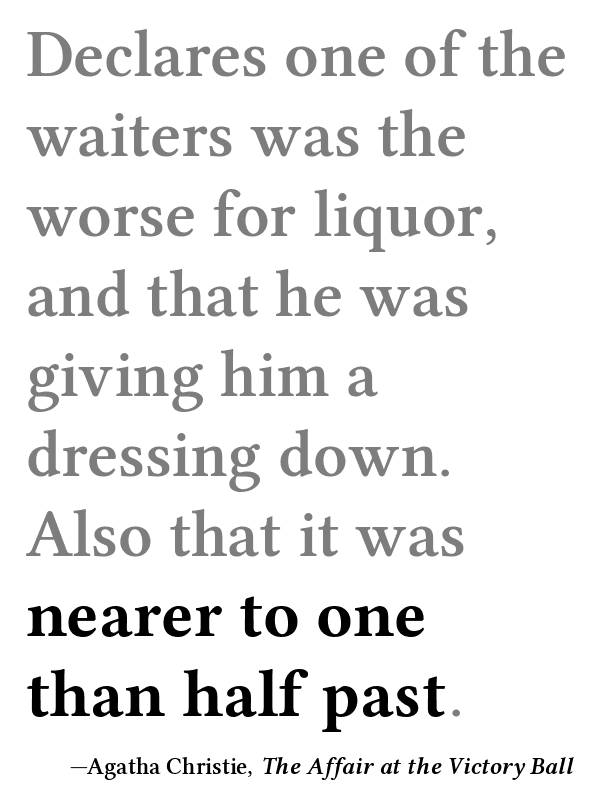 Declares one of the
waiters was the
worse for liquor,
and that he was
giving him a
dressing down.
Also that it was
nearer to one
than half past.
—Agatha Christie, The Affair at the Victory Ball